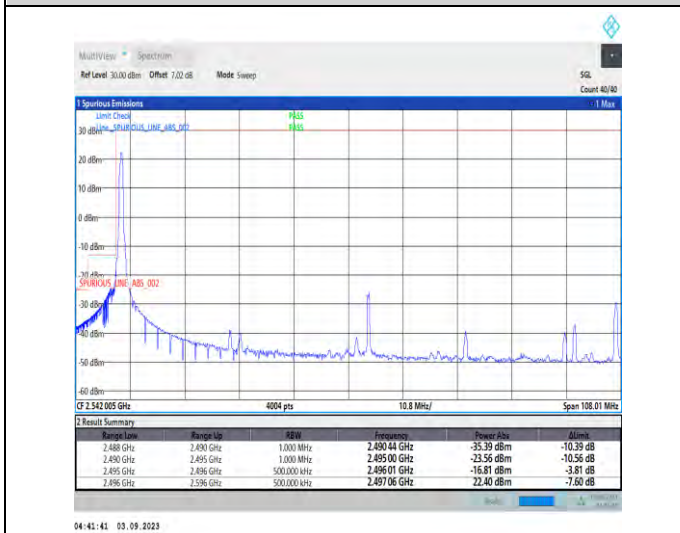 MultiView Spectrum
Ref Level 30.00 dBm Offset 7.02 dB Mode Sweep SGL
Count 40/40
1 Spurious Emissions 1 Max
Limit Check PASS
30 dBm Line _SPURIOUS_LINE_ABS_002 PASS
20 dBm
10 dBm
0 dBm
-10 dBm
-20 dBm
_SPURIOUS_LINE_ABS_002
-30 dBm
-40 dBm
-50 dBm
-60 dBm
CF 2.542 005 GHz 4004 pts 10.8 MHz/ Span 108.01 MHz
2 Result Summary
Range Low Range Up RBW Frequency Power Abs ΔLimit
2.488 GHz 2.490 GHz 1.000 MHz 2.490 44 GHz -35.39 dBm -10.39 dB
2.490 GHz 2.495 GHz 1.000 MHz 2.495 00 GHz -23.56 dBm -10.56 dB
2.495 GHz 2.496 GHz 500.000 kHz 2.496 01 GHz -16.81 dBm -3.81 dB
2.496 GHz 2.596 GHz 500.000 kHz 2.497 06 GHz 22.40 dBm -7.60 dB
Ready
04:41:41 03.09.2023